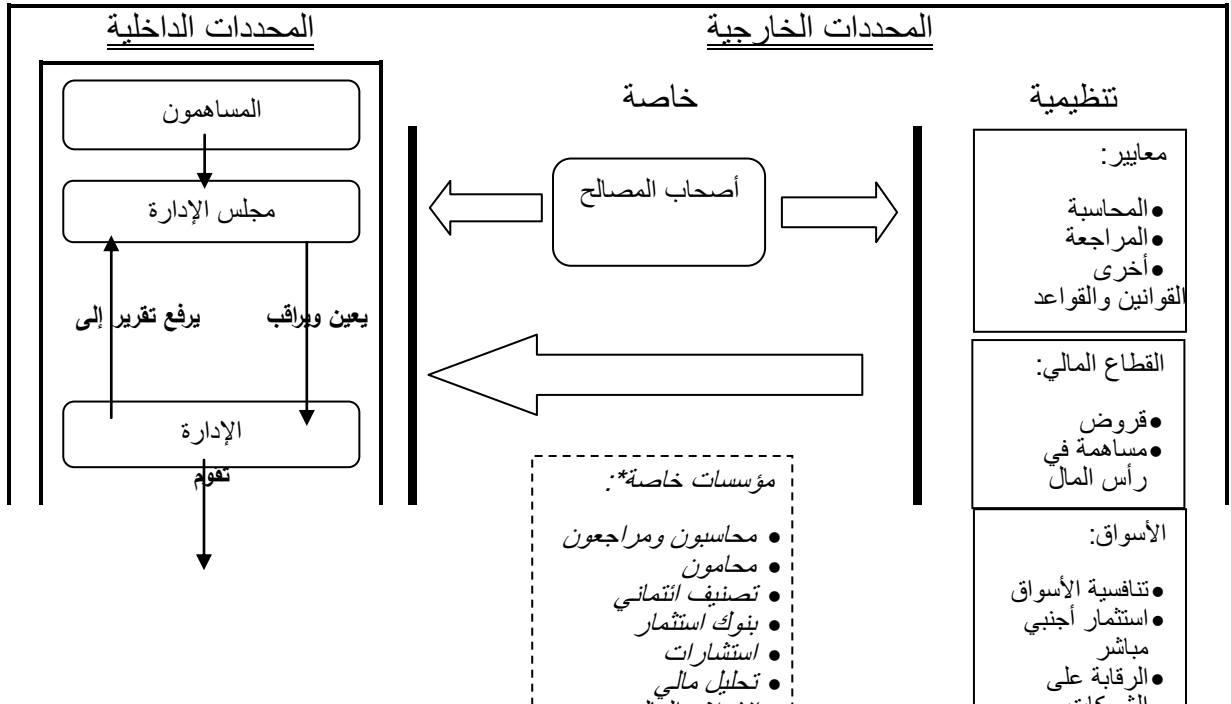 المحددات الخارجية
المحددات الداخلية
تنظيمية
خاصة
معايير:
•المحاسبة
•المراجعة
•أخرى
القوانين والقواعد
القطاع المالي:
•قروض
•مساهمة في
رأس المال
الأسواق:
•تنافسية الأسواق
•استثمار أجنبي
مباشر
•الرقابة على
أصحاب المصالح
مؤسسات خاصة*:
• محاسبون ومراجعون
• محامون
• تصنيف ائتماني
• بنوك استثمار
• استشارات
• تحليل مالي
المساهمون
مجلس الإدارة
يعين ويراقب
يرفع تقرير إلى
الإدارة
تقوم